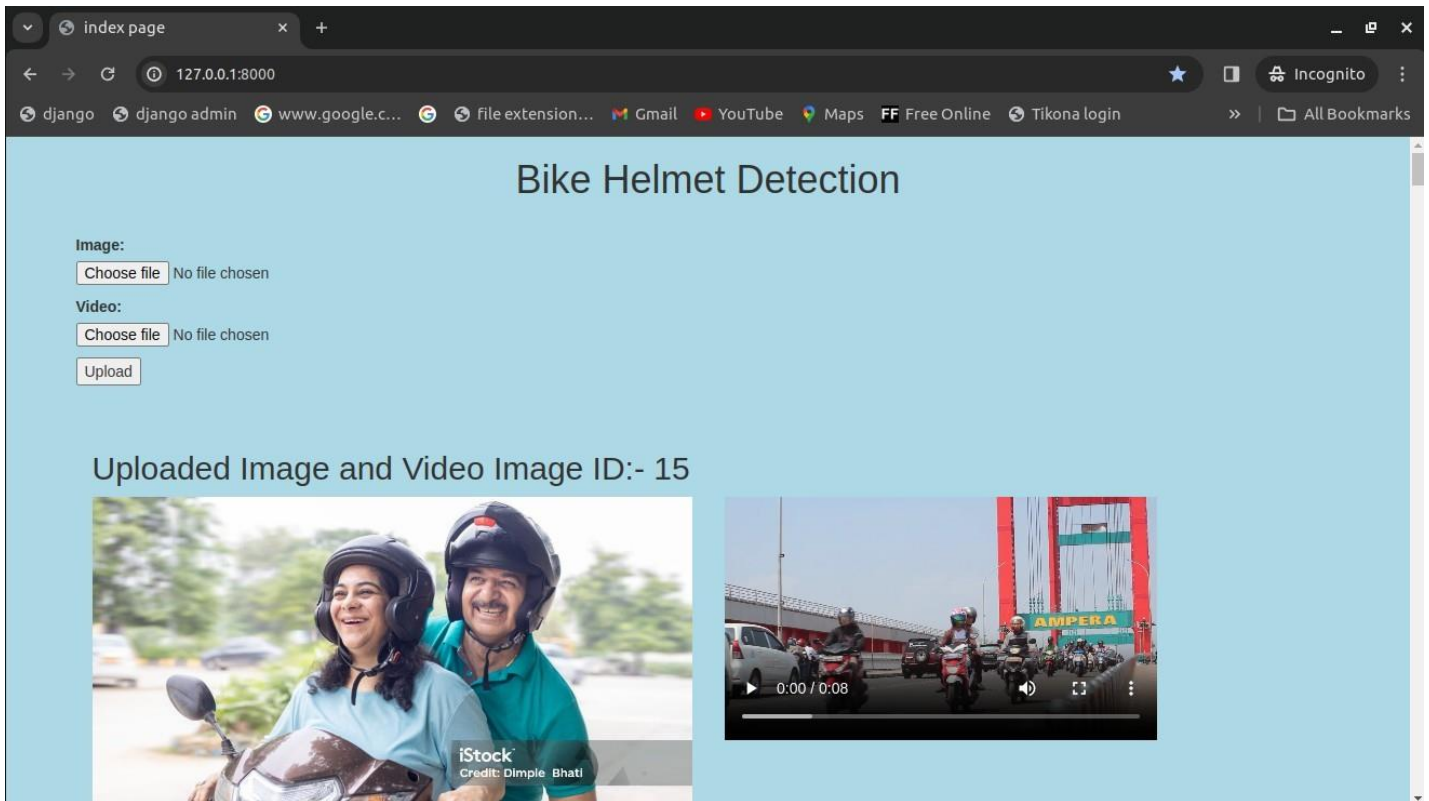 index page
127.0.0.1:8000
Incognito
django django admin www.google.c... file extension... Gmail YouTube Maps FF Free Online Tikona login » All Bookmarks
Bike Helmet Detection
Image:
Choose file No file chosen
Video:
Choose file No file chosen
Upload
Uploaded Image and Video Image ID:- 15
AMPERA
0:00 / 0:08
iStock
Credit: Dimple Bhati